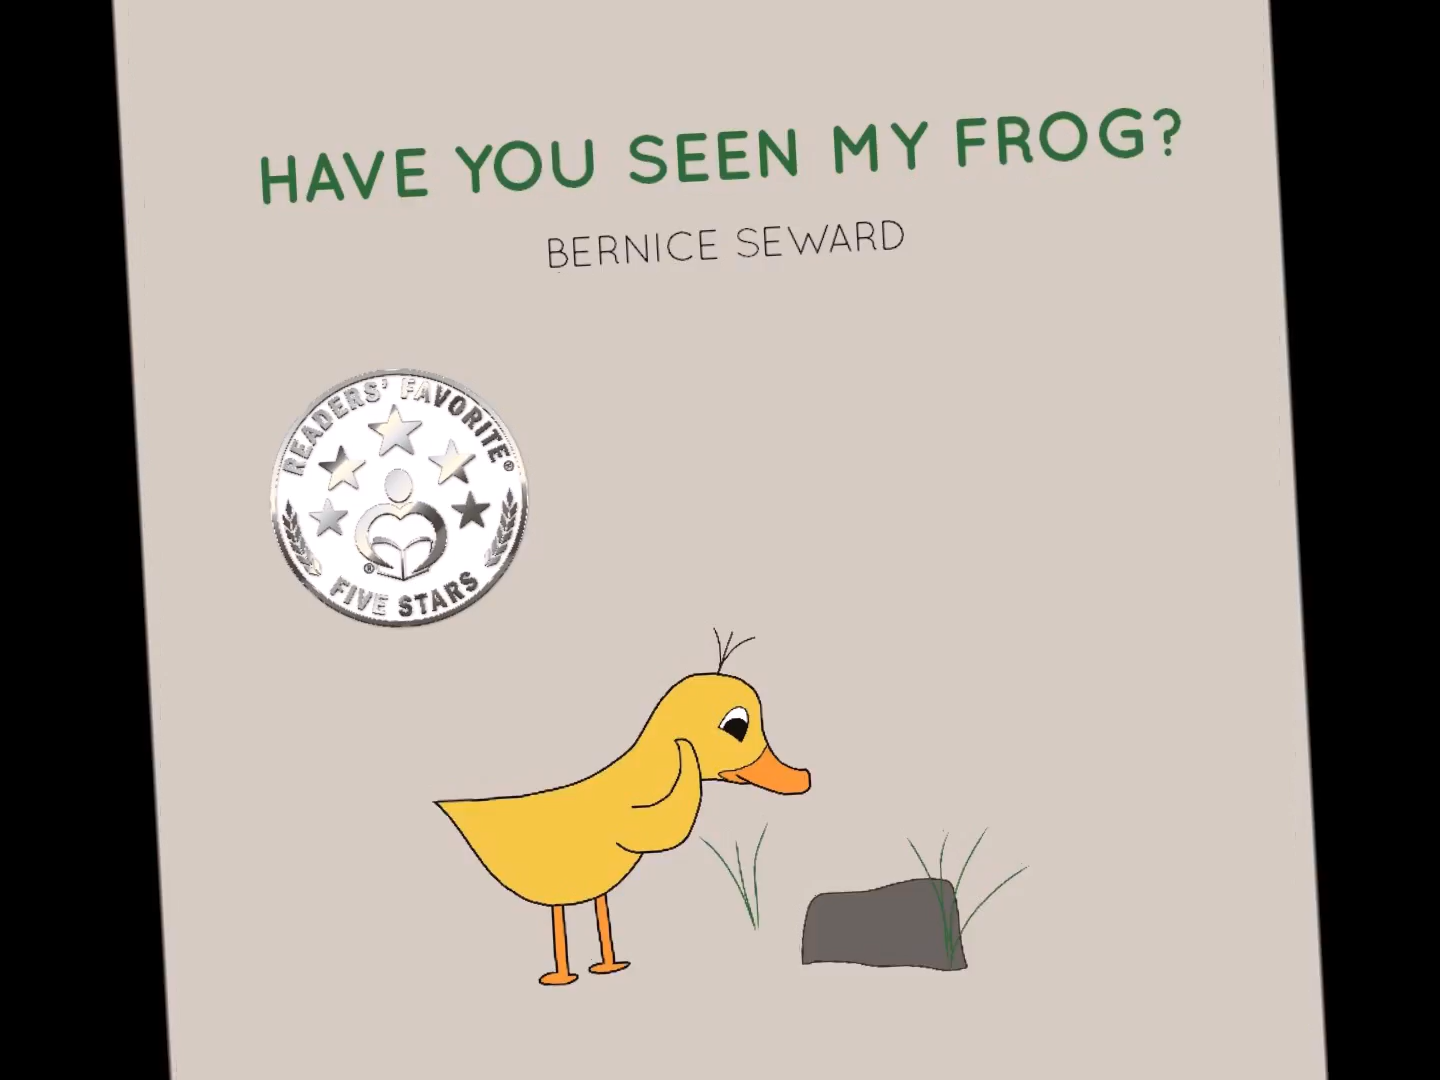 HAVE YOU SEEN MY FROG?
BERNICE SEWARD
READERS' FAVORITE®
®
FIVE STARS